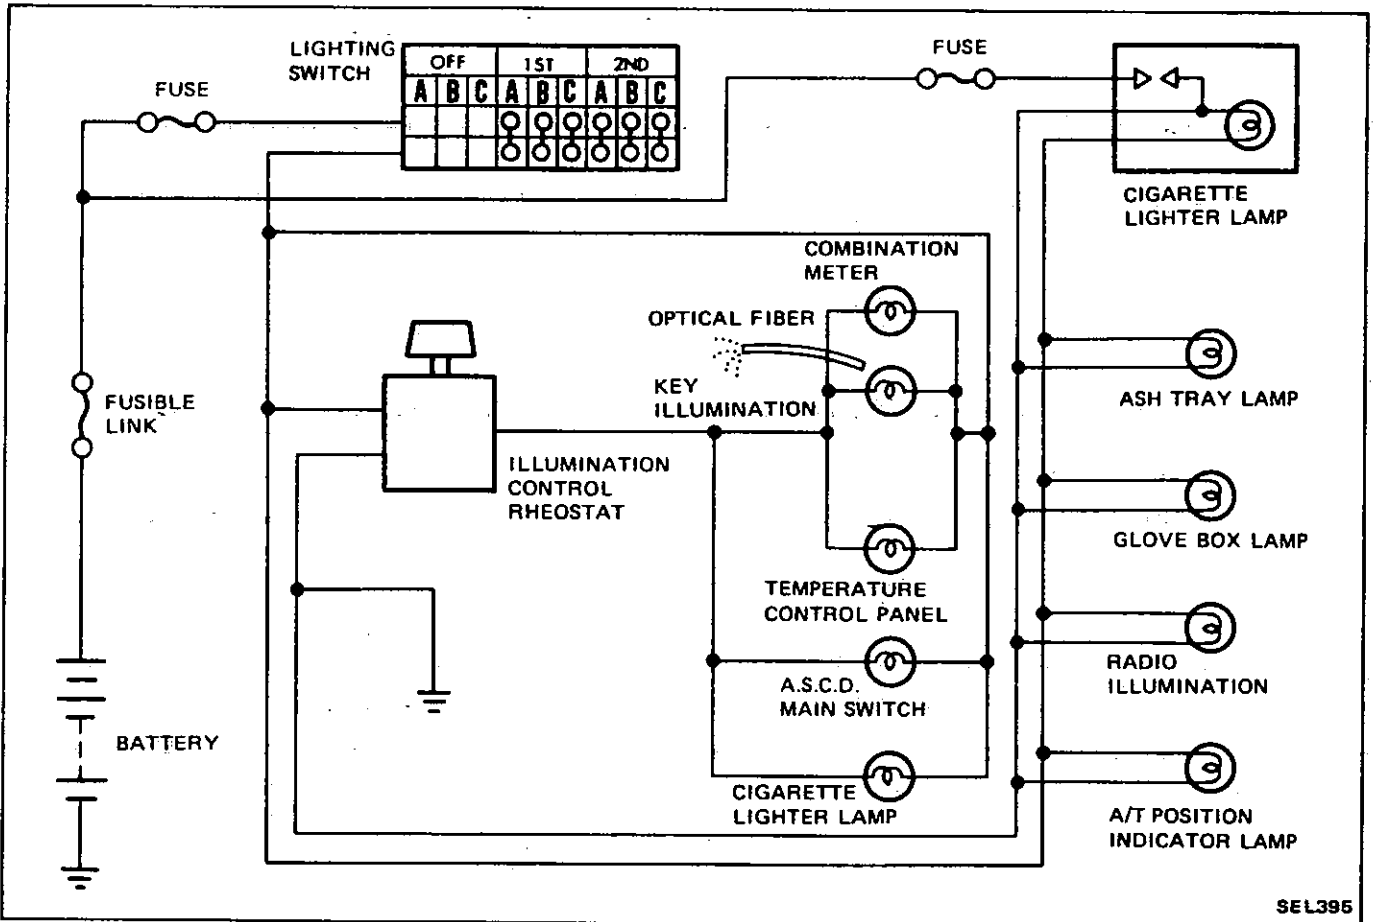 LIGHTING
SWITCH
OFF 1ST 2ND
A B C A B C A B C
FUSE
FUSE
CIGARETTE
LIGHTER LAMP
COMBINATION
METER
OPTICAL FIBER
KEY
ILLUMINATION
FUSIBLE
LINK
ILLUMINATION
CONTROL
RHEOSTAT
ASH TRAY LAMP
GLOVE BOX LAMP
TEMPERATURE
CONTROL PANEL
RADIO
ILLUMINATION
A.S.C.D.
MAIN SWITCH
BATTERY
CIGARETTE
LIGHTER LAMP
A/T POSITION
INDICATOR LAMP
SEL395